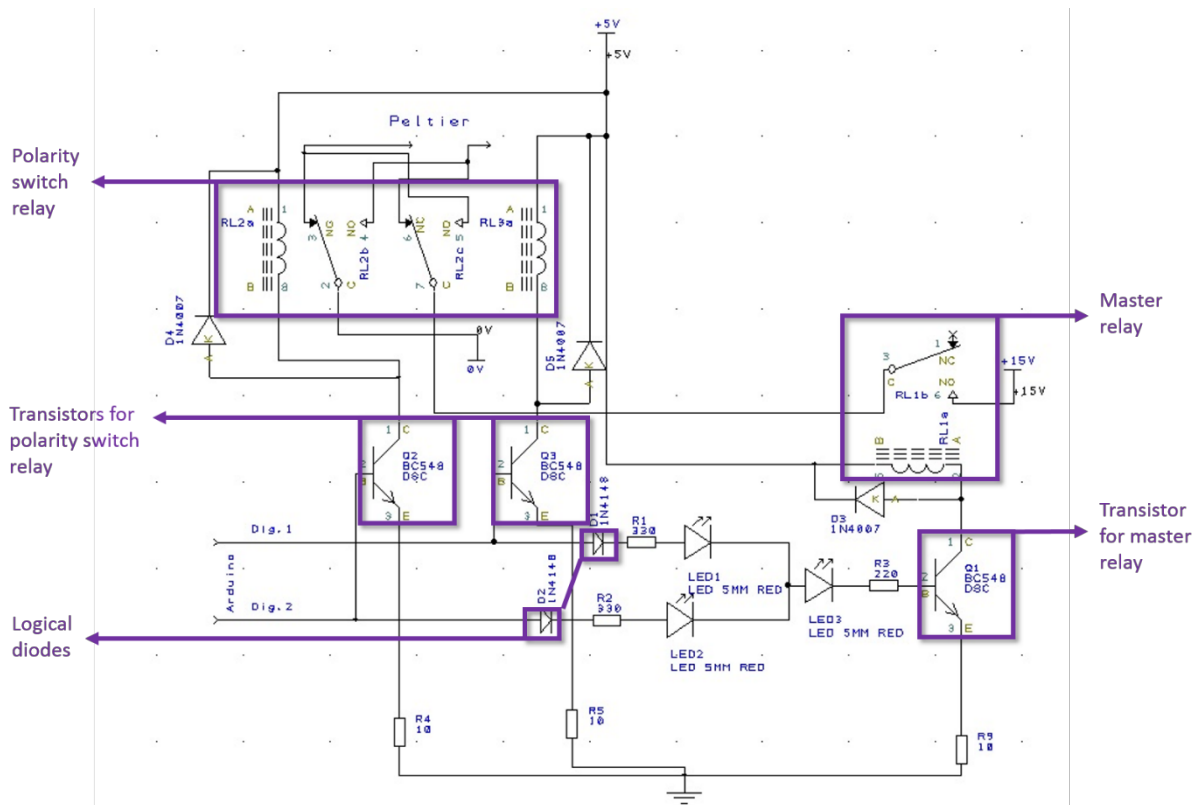 +5V
+5V
Peltier
Polarity
switch
relay
A
1
RL2a
B
8
3
NC
NO
4
RL2b
2
C
6
NC
NO
5
RL2c
7
C
A
1
RL3a
B
8
D4
1N4007
K
A
0V
0V
D5
1N4007
K
A
Master
relay
1
NC
3
C
NO
RL1b
6
+15V
+15V
RL1a
B
A
K
A
D3
1N4007
Transistors for
polarity switch
relay
1
C
2
B
Q2
BC548
DSC
3
E
1
C
2
B
Q3
BC548
DSC
3
E
Transistor
for master
relay
1
C
2
B
Q1
BC548
DSC
3
E
Arduino
Dig.1
Dig.2
D1
1N4148
R1
330
LED1
LED 5MM RED
D2
1N4148
R2
330
LED2
LED 5MM RED
LED3
LED 5MM RED
R3
220
Logical
diodes
R4
10
R5
10
R9
10